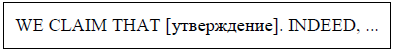 WE CLAIM THAT [утверждение]. INDEED, ...